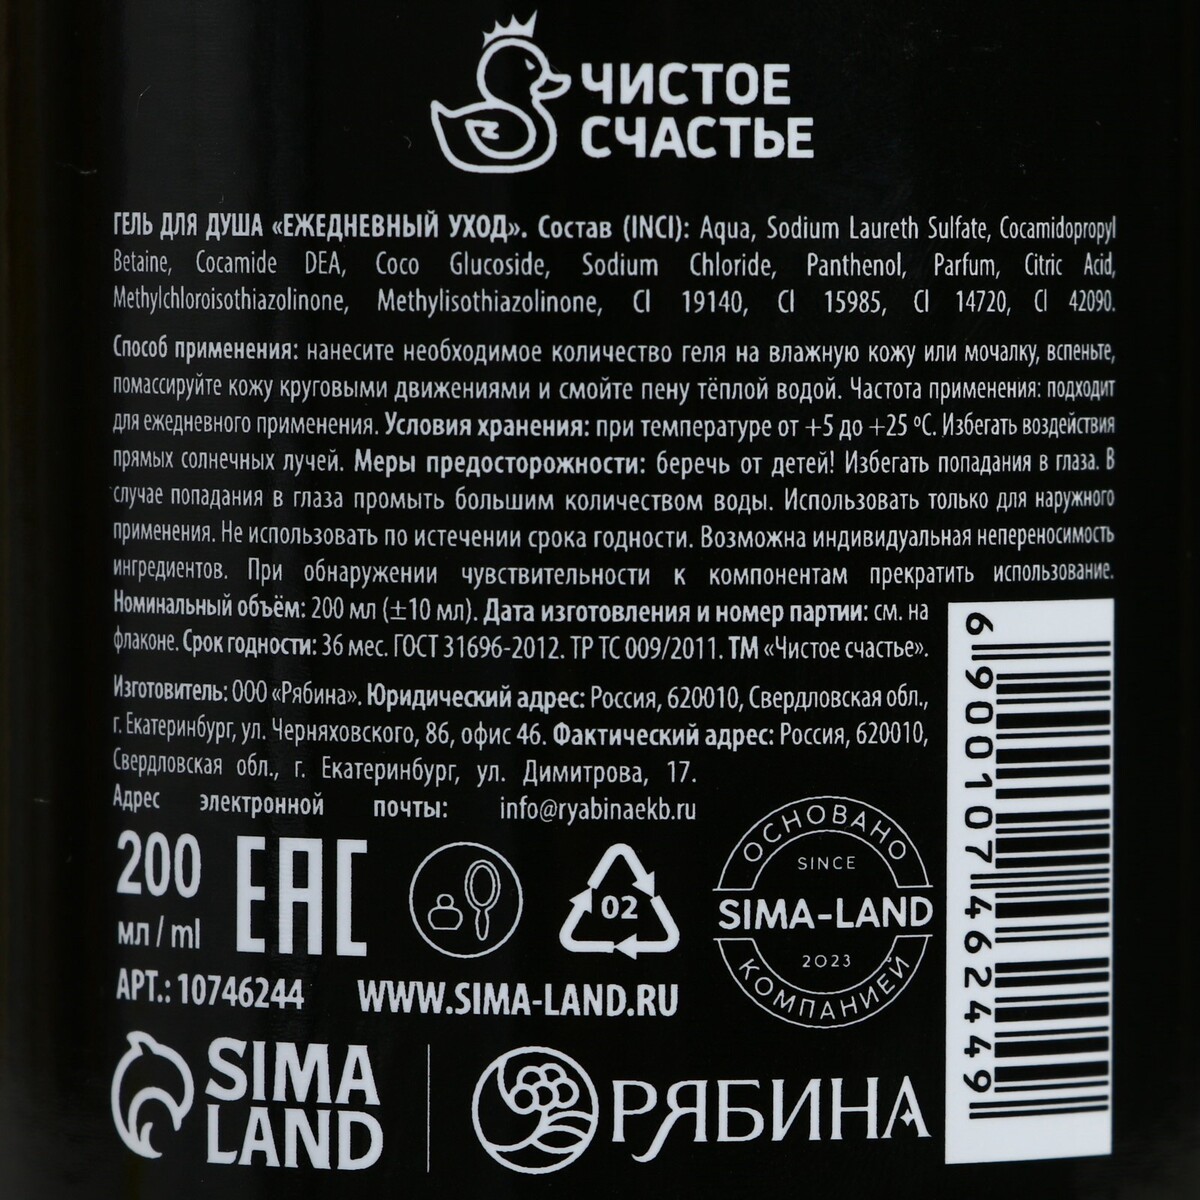 ЧИСТОЕ
СЧАСТЬЕ
ГЕЛЬ ДЛЯ ДУША «ЕЖЕДНЕВНЫЙ УХОД». Состав (INCI): Aqua, Sodium Laureth Sulfate, Cocamidopropyl
Betaine, Cocamide DEA, Coco Glucoside, Sodium Chloride, Panthenol, Parfum, Citric Acid,
Methylchloroisothiazolinone, Methylisothiazolinone, CI 19140, CI 15985, CI 14720, CI 42090.
Способ применения: нанесите необходимое количество геля на влажную кожу или мочалку, вспеньте,
помассируйте кожу круговыми движениями и смойте пену тёплой водой. Частота применения: подходит
для ежедневного применения. Условия хранения: при температуре от +5 до +25 ºС. Избегать воздействия
прямых солнечных лучей. Меры предосторожности: беречь от детей! Избегать попадания в глаза. В
случае попадания в глаза промыть большим количеством воды. Использовать только для наружного
применения. Не использовать по истечении срока годности. Возможна индивидуальная непереносимость
ингредиентов. При обнаружении чувствительности к компонентам прекратить использование.
Номинальный объём: 200 мл (±10 мл). Дата изготовления и номер партии: см. на
флаконе. Срок годности: 36 мес. ГОСТ 31696-2012. ТР ТС 009/2011. ТМ «Чистое счастье».
Изготовитель: ООО «Рябина». Юридический адрес: Россия, 620010, Свердловская обл.,
г. Екатеринбург, ул. Черняховского, 86, офис 46. Фактический адрес: Россия, 620010,
Свердловская обл., г. Екатеринбург, ул. Димитрова, 17.
Адрес электронной почты: info@ryabinaekb.ru
6900107462449
200
мл / ml
EAC
02
ОСНОВАНО
SINCE
SIMA-LAND
2023
КОМПАНИЕЙ
АРТ.: 10746244
WWW.SIMA-LAND.RU
SIMA
LAND
РЯБИНА